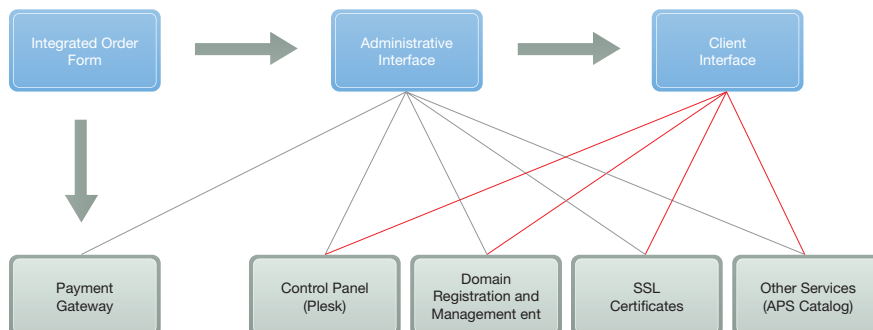 Integrated Order
Form
Administrative
Interface
Client
Interface
Payment
Gateway
Control Panel
(Plesk)
Domain
Registration and
Management ent
SSL
Certificates
Other Services
(APS Catalog)